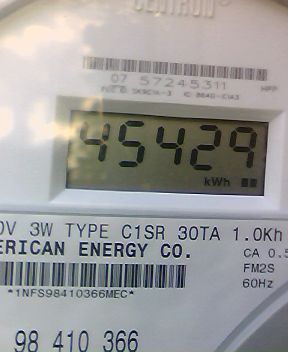 CENTRON
07 57245311
45429
kWh
V 3W TYPE C1SR 30TA 1.0Kh
ERICAN ENERGY CO.
CA 0.5
FM2S
60Hz
*1NFS98410366MEC*
98 410 366